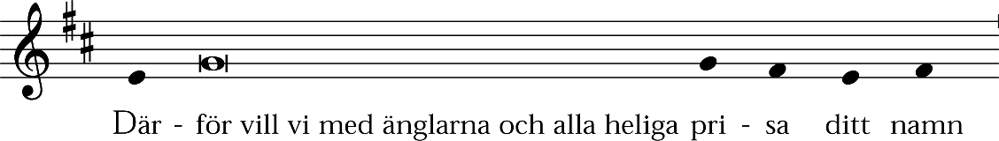 Där - för vill vi med änglarna och alla heliga pri - sa ditt namn